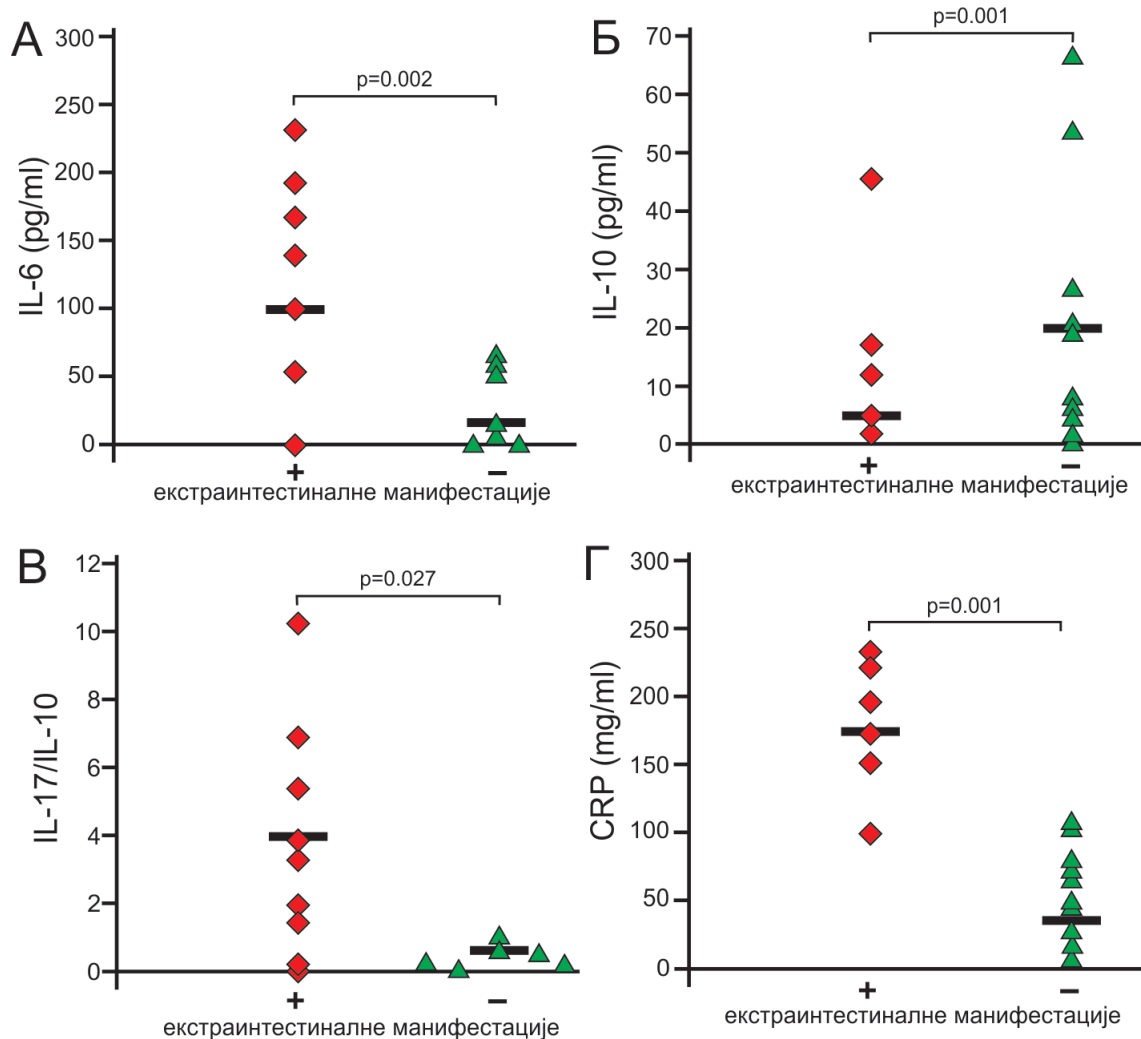 А
IL-6 (pg/ml)
300
250
200
150
100
50
0
p=0.002
+
−
екстраинтестиналне манифестације
Б
IL-10 (pg/ml)
70
60
50
40
30
20
10
0
p=0.001
+
−
екстраинтестиналне манифестације
В
IL-17/IL-10
12
10
8
6
4
2
0
p=0.027
+
−
екстраинтестиналне манифестације
Г
CRP (mg/ml)
300
250
200
150
100
50
0
p=0.001
+
−
екстраинтестиналне манифестације